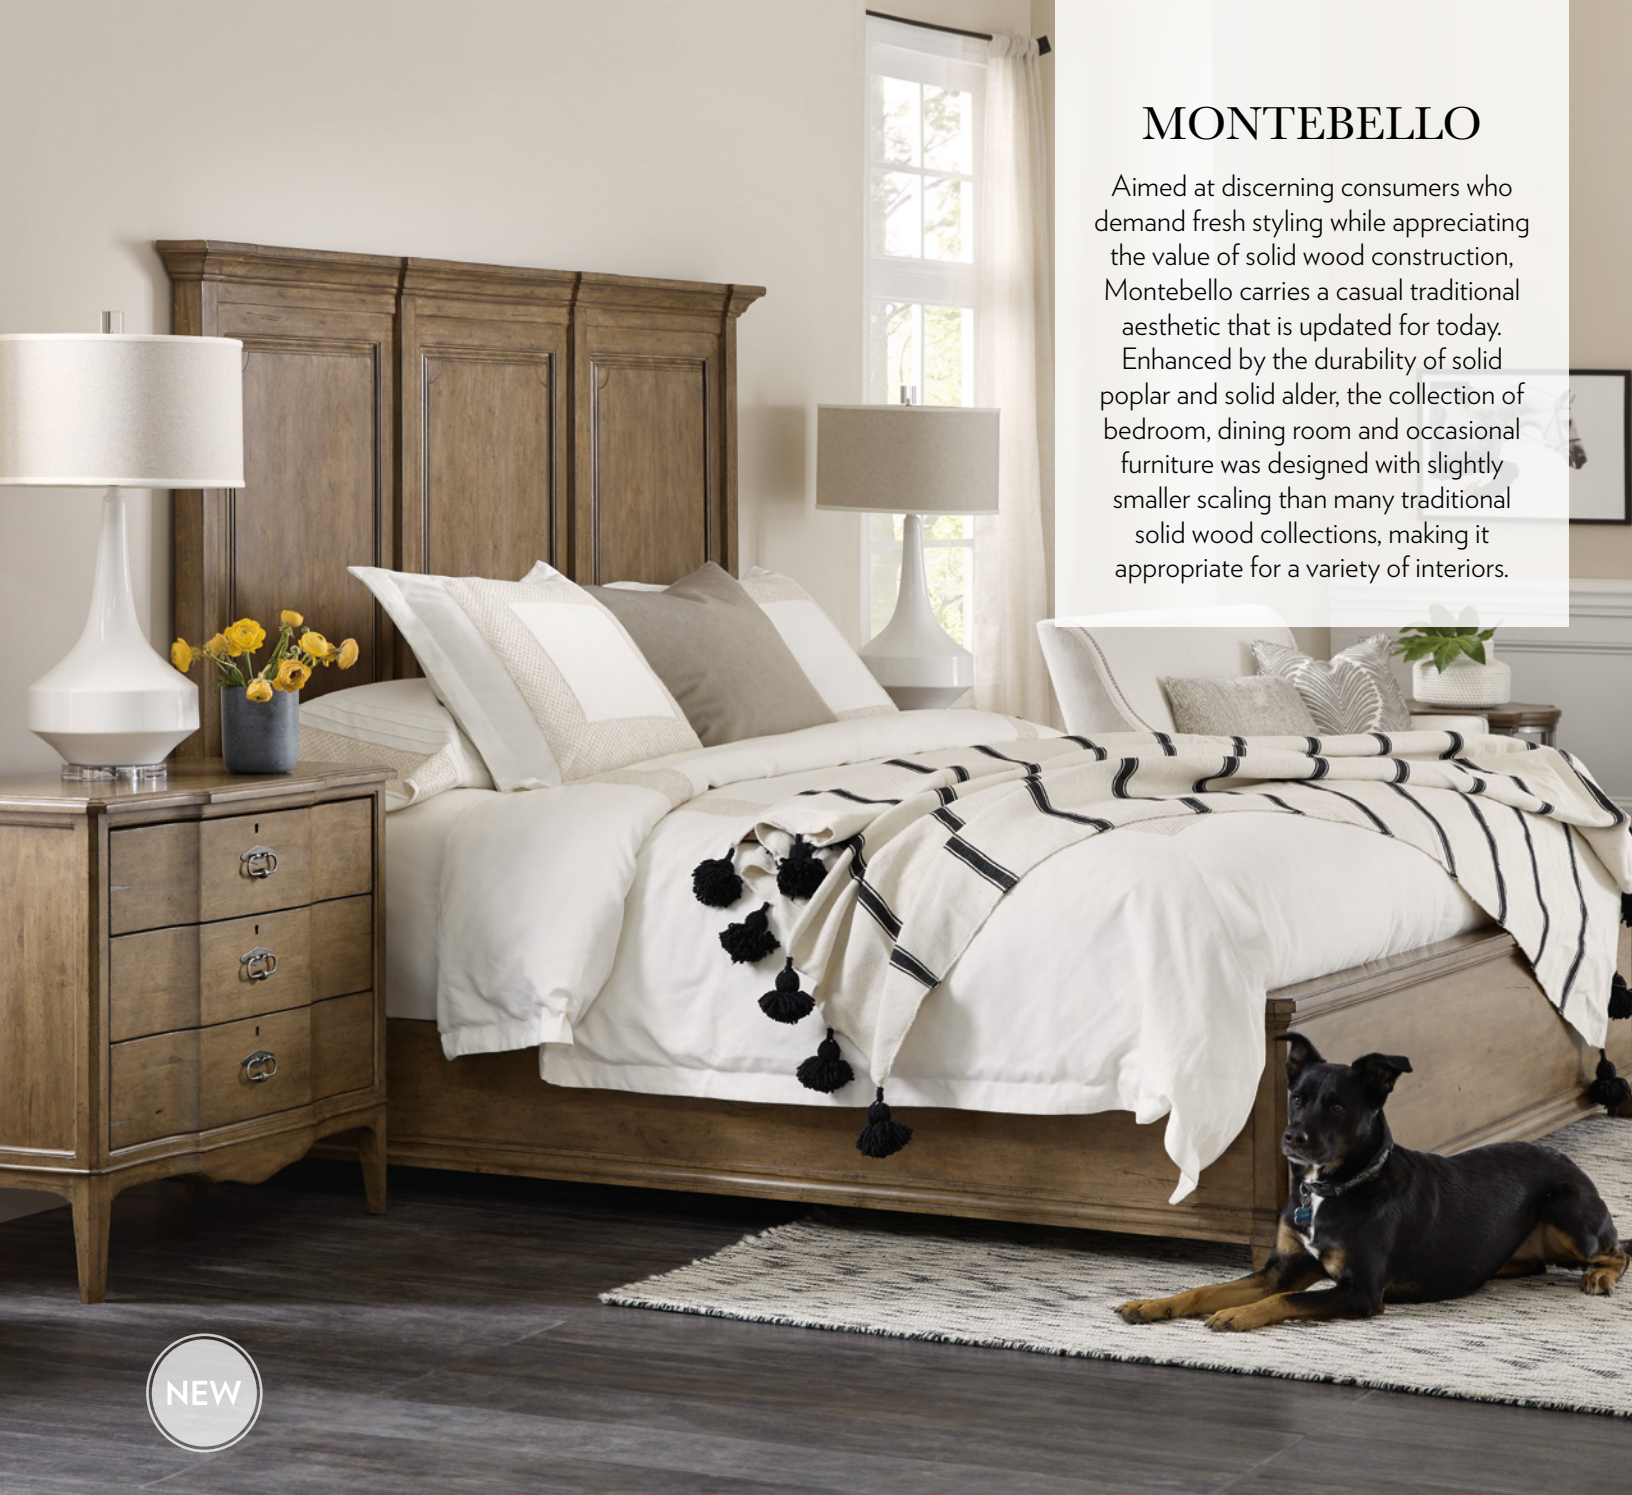 MONTEBELLO
Aimed at discerning consumers who
demand fresh styling while appreciating
the value of solid wood construction,
Montebello carries a casual traditional
aesthetic that is updated for today.
Enhanced by the durability of solid
poplar and solid alder, the collection of
bedroom, dining room and occasional
furniture was designed with slightly
smaller scaling than many traditional
solid wood collections, making it
appropriate for a variety of interiors.
NEW